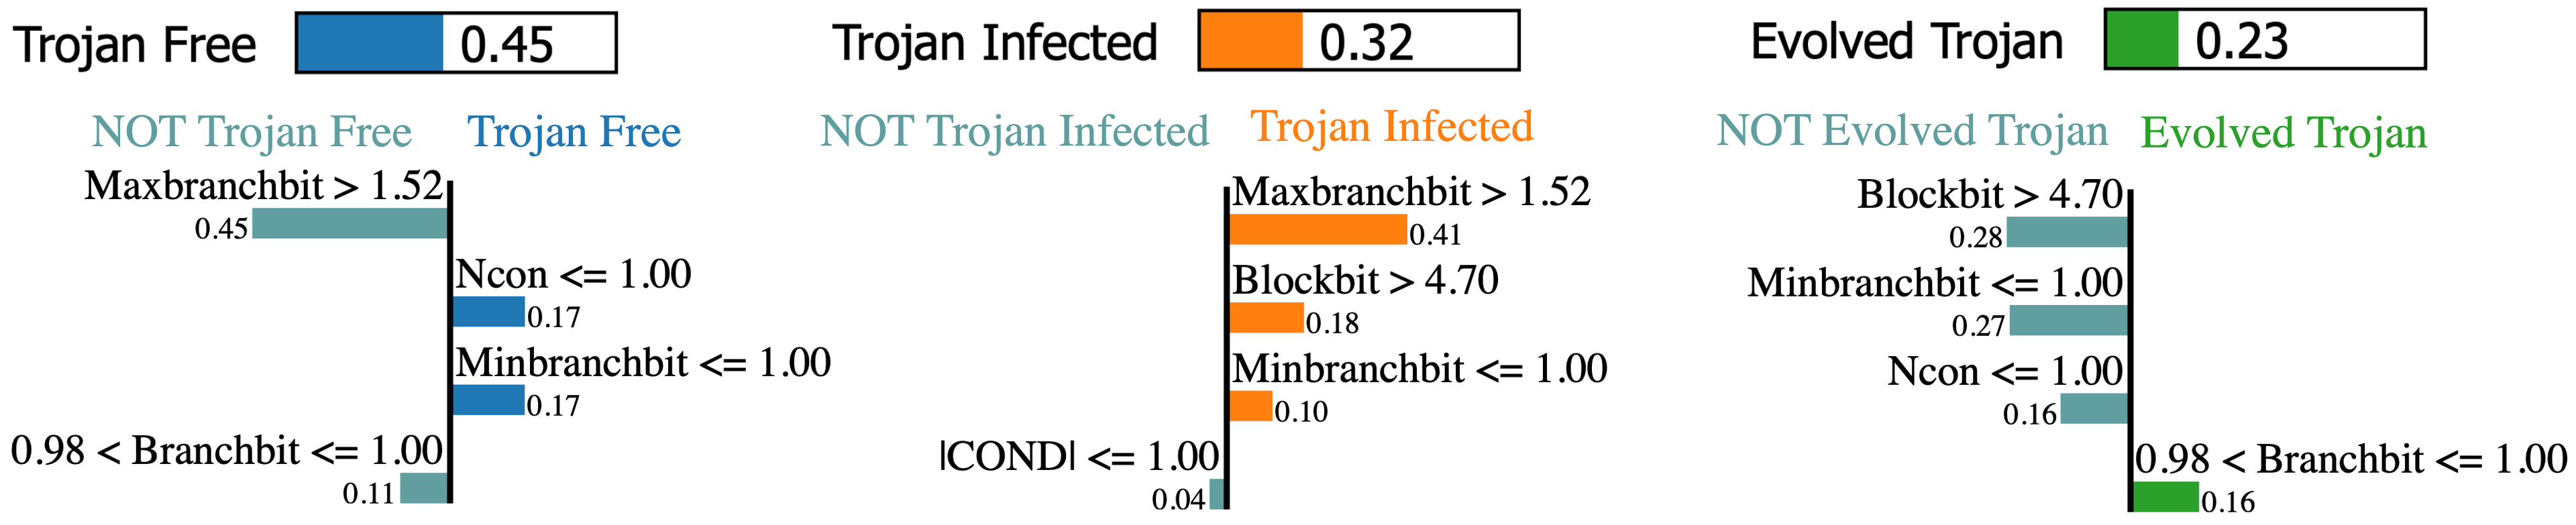 Trojan Free 0.45
NOT Trojan Free Trojan Free
Maxbranchbit > 1.52
0.45
Ncon <= 1.00
0.17
Minbranchbit <= 1.00
0.17
0.98 < Branchbit <= 1.00
0.11
Trojan Infected 0.32
NOT Trojan Infected Trojan Infected
Maxbranchbit > 1.52
0.41
Blockbit > 4.70
0.18
Minbranchbit <= 1.00
0.10
|COND| <= 1.00
0.04
Evolved Trojan 0.23
NOT Evolved Trojan Evolved Trojan
Blockbit > 4.70
0.28
Minbranchbit <= 1.00
0.27
Ncon <= 1.00
0.16
0.98 < Branchbit <= 1.00
0.16